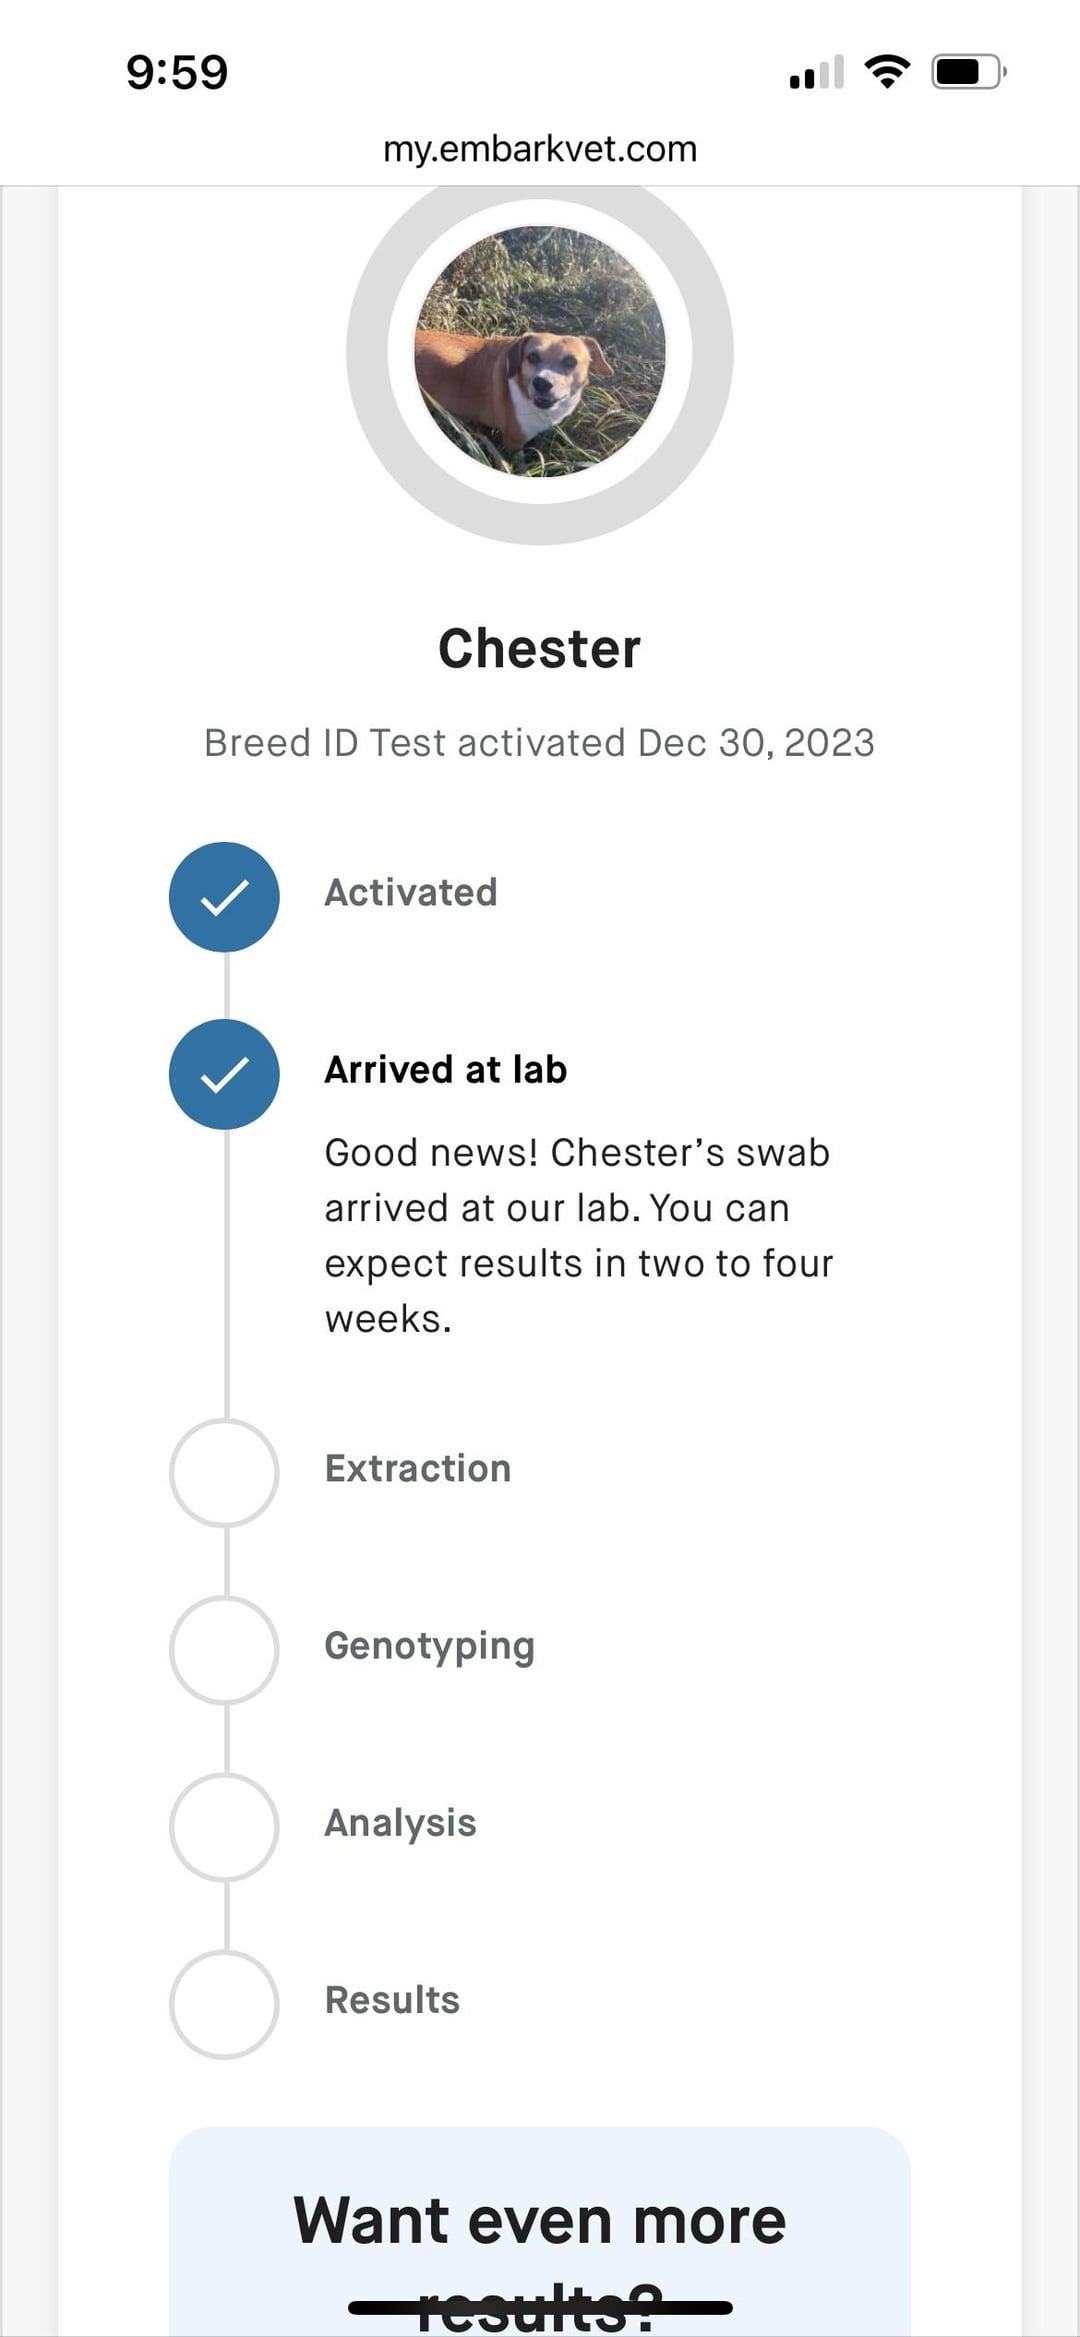 9:59
my.embarkvet.com
Chester
Breed ID Test activated Dec 30, 2023
Activated
Arrived at lab
Good news! Chester’s swab
arrived at our lab. You can
expect results in two to four
weeks.
Extraction
Genotyping
Analysis
Results
Want even more
results?